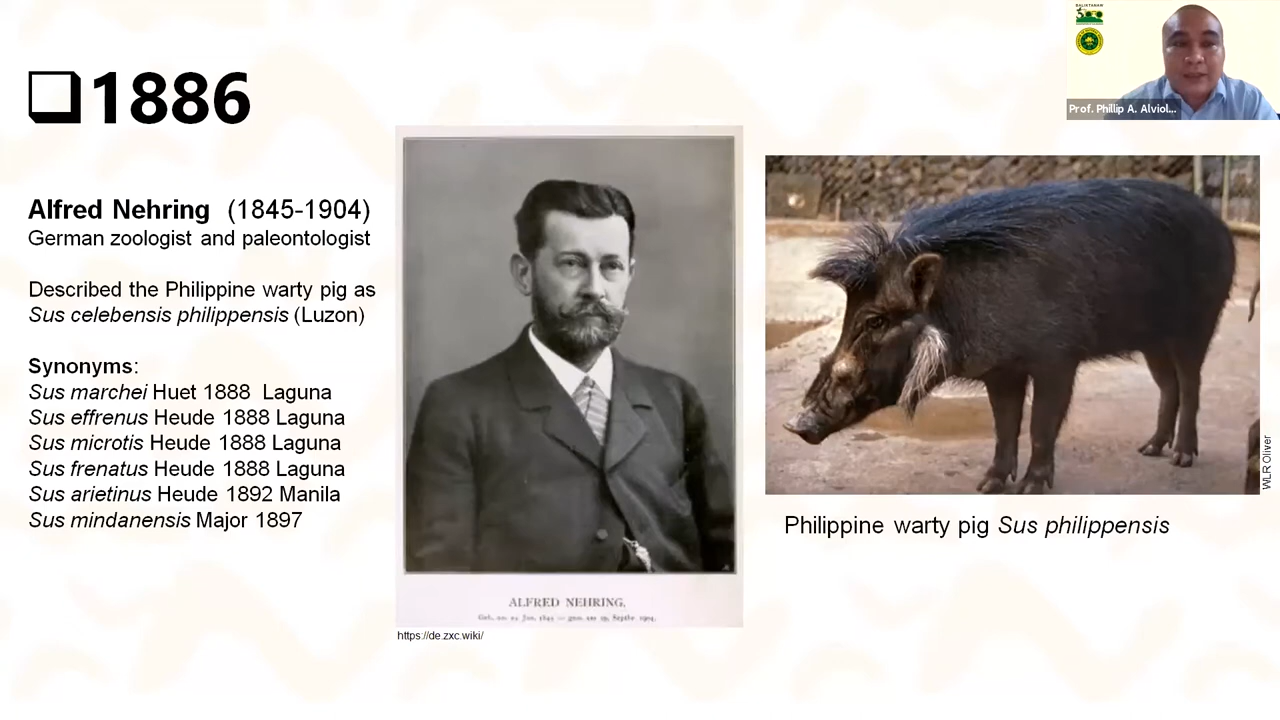 1886
Alfred Nehring (1845-1904)
German zoologist and paleontologist
Described the Philippine warty pig as
Sus celebensis philippensis (Luzon)
Synonyms:
Sus marchei Huet 1888 Laguna
Sus effrenus Heude 1888 Laguna
Sus microtis Heude 1888 Laguna
Sus frenatus Heude 1888 Laguna
Sus arietinus Heude 1892 Manila
Sus mindanensis Major 1897
ALFRED NEHRING,
https://de.zxc.wiki/
WLR Oliver
Philippine warty pig Sus philippensis
Prof. Phillip A. Alviol...